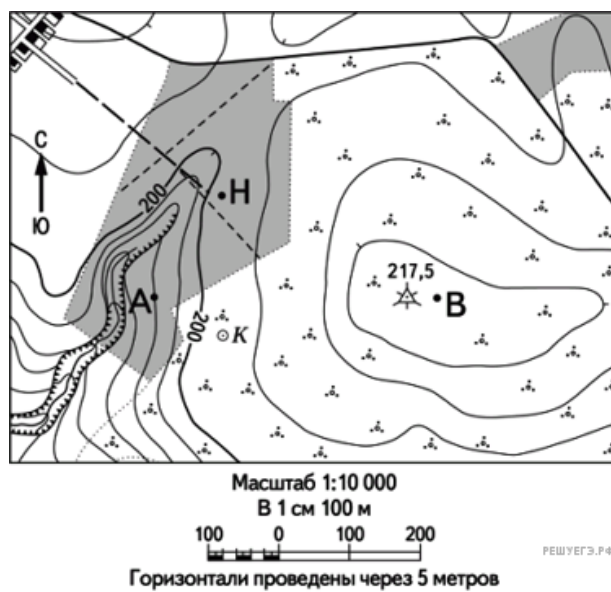 С
Ю
200
Н
А
200
К
217,5
В
Масштаб 1:10 000
В 1 см 100 м
100 0 100 200
РЕШУЕГЭ.РФ
Горизонтали проведены через 5 метров